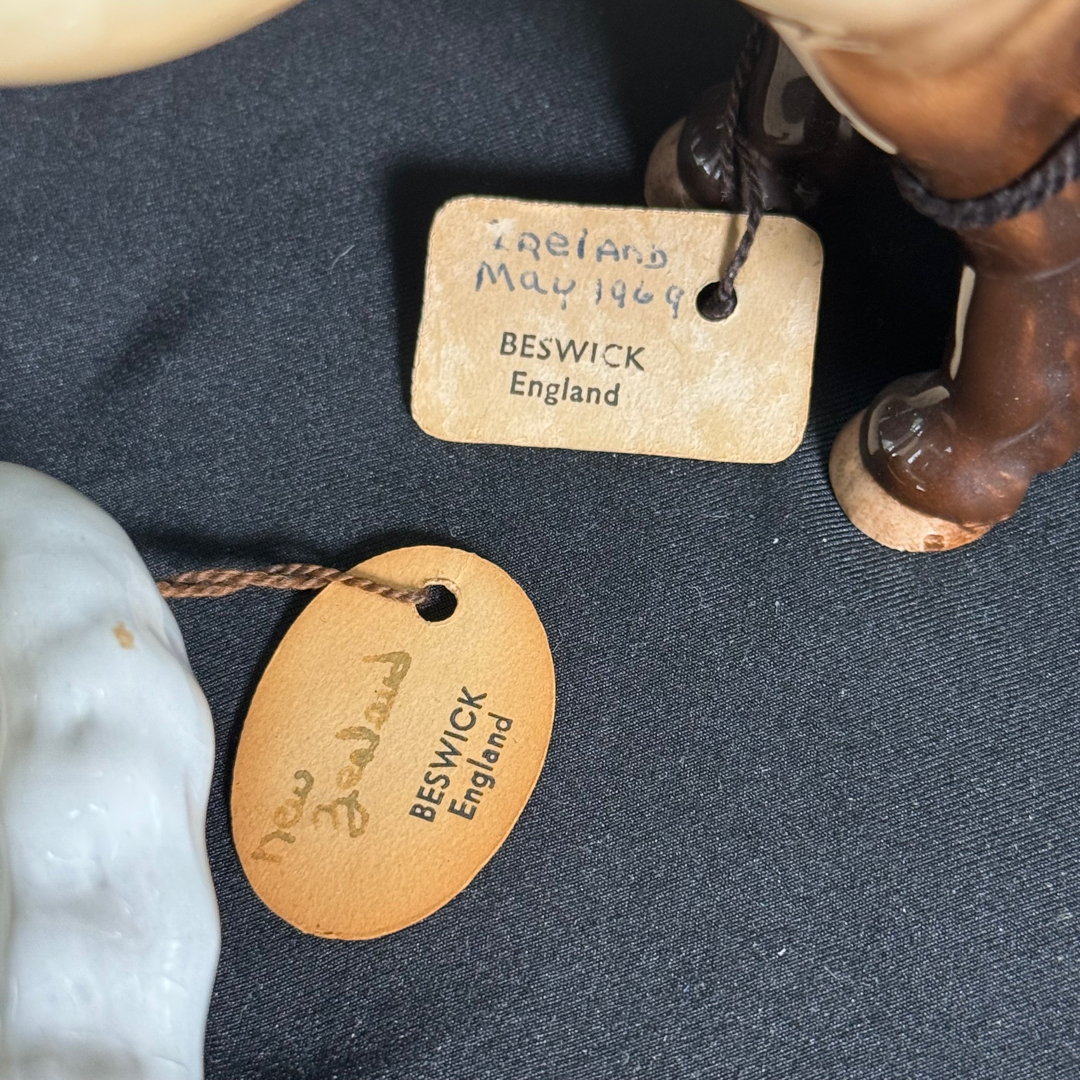 IRelAnD
May 1969
BESWICK
England
New
Zealand
BESWICK
England